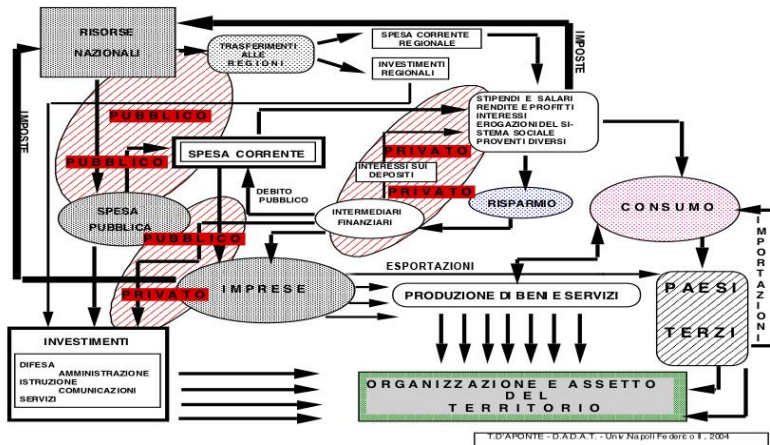 RISORSE
NAZIONALI
TRASFERIMENTI
ALLE
REGIONI
SPESA CORRENTE
REGIONALE
INVESTIMENTI
REGIONALI
IMPOSTE
IMPOSTE
STIPENDI E SALARI
RENDITE E PROFITTI
INTERESSI
EROGAZIONI DEL SI-
STEMA SOCIALE
PROVENTI DIVERSI
PUBBLICO
PUBBLICO
SPESA CORRENTE
PRIVATO
INTERESSI SUI
DEPOSITI
PRIVATO
DEBITO
PUBBLICO
RISPARMIO
CONSUMO
SPESA
PUBBLICA
INTERMEDIARI
FINANZIARI
PUBBLICO
IMPORTAZIONI
ESPORTAZIONI
PRIVATO
IMPRESE
PRODUZIONE DI BENI E SERVIZI
PAESI
TERZI
INVESTIMENTI
DIFESA
AMMINISTRAZIONE
ISTRUZIONE
COMUNICAZIONI
SERVIZI
ORGANIZZAZIONE E ASSETTO
DEL
TERRITORIO
T.D'APONTE - D.A.D.A.T. - Univ.Napoli Federico II, 2004